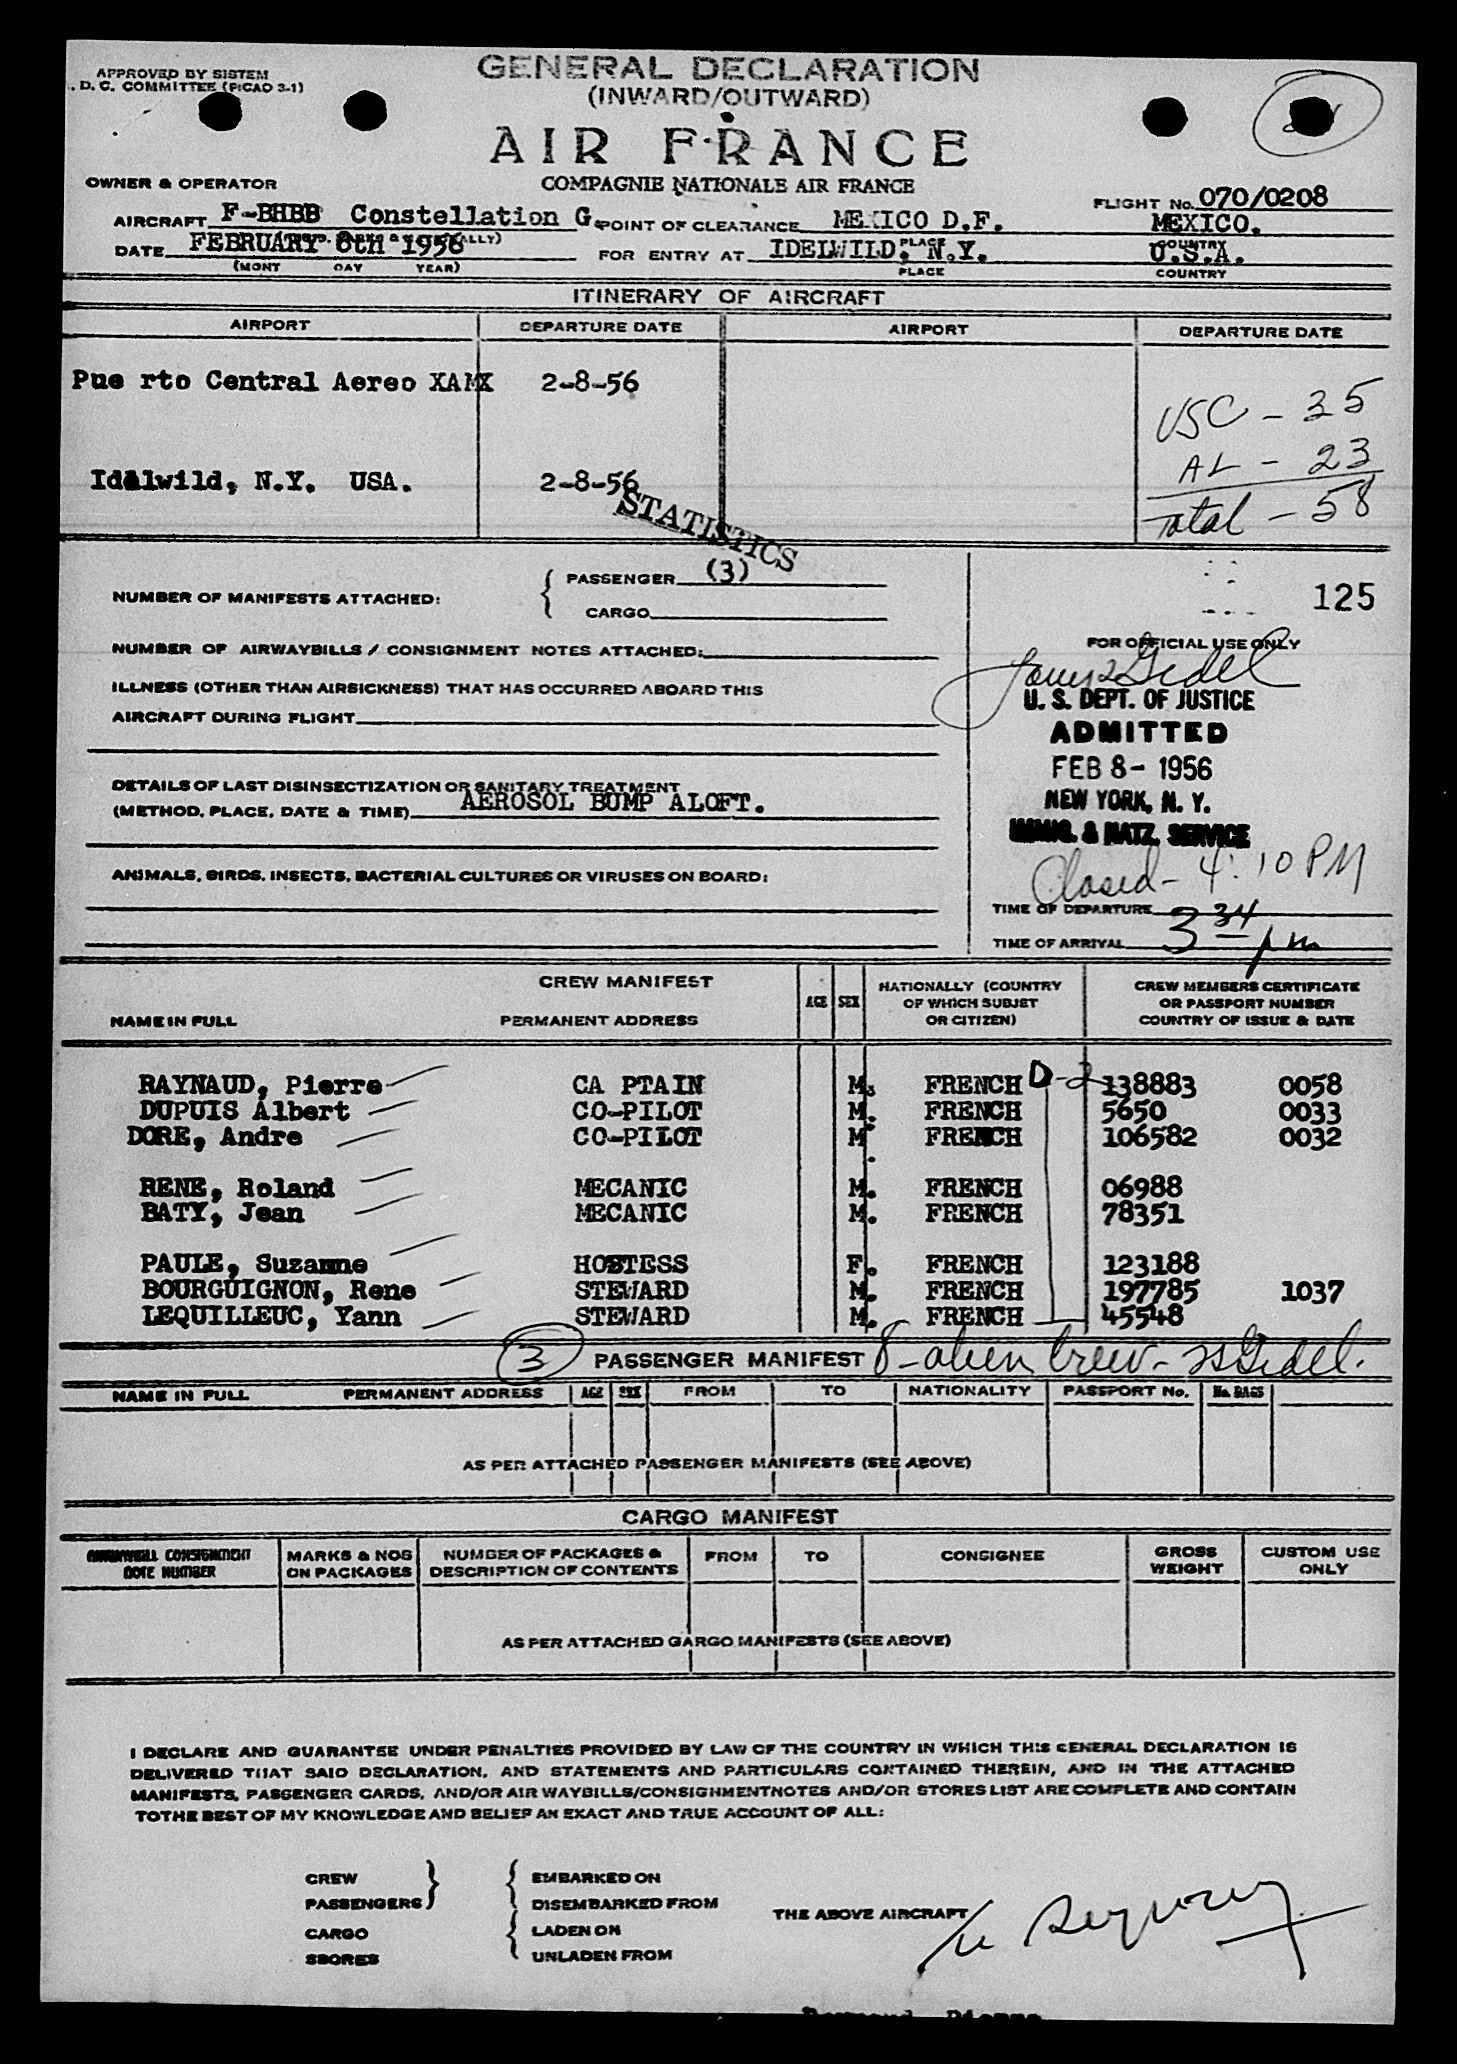 APPROVED BY SISTEM
. D. C. COMMITTEE (PICAO 3-1)
GENERAL DECLARATION
(INWARD/OUTWARD)
AIR FRANCE
COMPAGNIE NATIONALE AIR FRANCE
OWNER & OPERATOR
FLIGHT No. 070/0208
AIRCRAFT F-BHBB Constellation G. POINT OF CLEARANCE MEXICO D.F. MEXICO.
PLACE COUNTRY
DATE FEBRUARY 8th 1956 FOR ENTRY AT IDELWILD, N.Y. U.S.A.
(MONT DAY YEAR) PLACE COUNTRY
ITINERARY OF AIRCRAFT
AIRPORT DEPARTURE DATE AIRPORT DEPARTURE DATE
Pue rto Central Aereo XAMX 2-8-56
USC - 35
AL - 23
Total - 58
Idelwild, N.Y. USA. 2-8-56
STATISTICS
NUMBER OF MANIFESTS ATTACHED: PASSENGER (3)
CARGO
125
NUMBER OF AIRWAYBILLS / CONSIGNMENT NOTES ATTACHED:
FOR OFFICIAL USE ONLY
ILLNESS (OTHER THAN AIRSICKNESS) THAT HAS OCCURRED ABOARD THIS
AIRCRAFT DURING FLIGHT
U. S. DEPT. OF JUSTICE
ADMITTED
FEB 8- 1956
NEW YORK, N. Y.
IMMIG. & NATZ. SERVICE
DETAILS OF LAST DISINSECTIZATION OR SANITARY TREATMENT
(METHOD, PLACE, DATE & TIME) AEROSOL BUMP ALOFT.
Closed - 4:10 PM
ANIMALS, BIRDS, INSECTS, BACTERIAL CULTURES OR VIRUSES ON BOARD:
TIME OF DEPARTURE
TIME OF ARRIVAL 3 34 pm
CREW MANIFEST
NAME IN FULL PERMANENT ADDRESS AGE SEX NATIONALLY (COUNTRY OF WHICH SUBJET OR CITIZEN) CREW MEMBERS CERTIFICATE OR PASSPORT NUMBER COUNTRY OF ISSUE & DATE
RAYNAUD, Pierre CA PTAIN M. FRENCH D-2 138883 0058
DUPUIS Albert CO-PILOT M. FRENCH 5650 0033
DORE, Andre CO-PILOT M. FRENCH 106582 0032
RENE, Roland MECANIC M. FRENCH 06988
BATY, Jean MECANIC M. FRENCH 78351
PAULE, Suzanne HOSTESS F. FRENCH 123188
BOURGUIGNON, Rene STEWARD M. FRENCH 197785 1037
LEQUILLEUC, Yann STEWARD M. FRENCH 45548
3 PASSENGER MANIFEST 8-alien crew-
NAME IN FULL PERMANENT ADDRESS AGE SEX FROM TO NATIONALITY PASSPORT No. No. BAGS
AS PER ATTACHED PASSENGER MANIFESTS (SEE ABOVE)
CARGO MANIFEST
AIRWAYBILL CONSIGNMENT NOTE NUMBER MARKS & NOS ON PACKAGES NUMBER OF PACKAGES & DESCRIPTION OF CONTENTS FROM TO CONSIGNEE GROSS WEIGHT CUSTOM USE ONLY
AS PER ATTACHED GARGO MANIFESTS (SEE ABOVE)
I DECLARE AND GUARANTEE UNDER PENALTIES PROVIDED BY LAW OF THE COUNTRY IN WHICH THIS GENERAL DECLARATION IS
DELIVERED THAT SAID DECLARATION, AND STATEMENTS AND PARTICULARS CONTAINED THEREIN, AND IN THE ATTACHED
MANIFESTS, PASSENGER CARDS, AND/OR AIR WAYBILLS/CONSIGHMENTNOTES AND/OR STORES LIST ARE COMPLETE AND CONTAIN
TOTHE BEST OF MY KNOWLEDGE AND BELIEF AN EXACT AND TRUE ACCOUNT OF ALL:
CREW EMBARKED ON
PASSENGERS DISEMBARKED FROM
THE ABOVE AIRCRAFT
CARGO LADEN ON
SBORES UNLADEN FROM